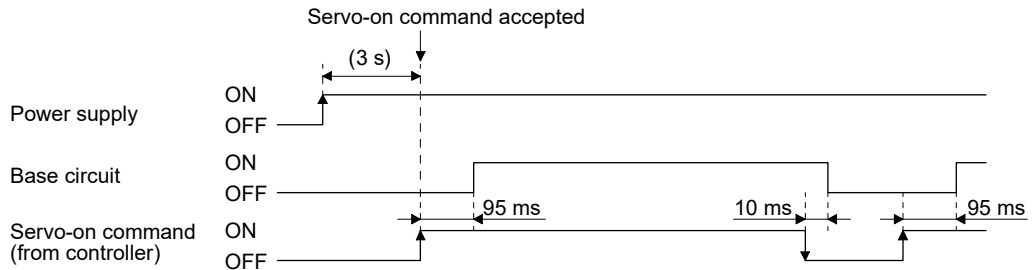 Servo-on command accepted
(3 s)
Power supply
ON
OFF
Base circuit
ON
OFF
95 ms
10 ms
95 ms
Servo-on command
(from controller)
ON
OFF